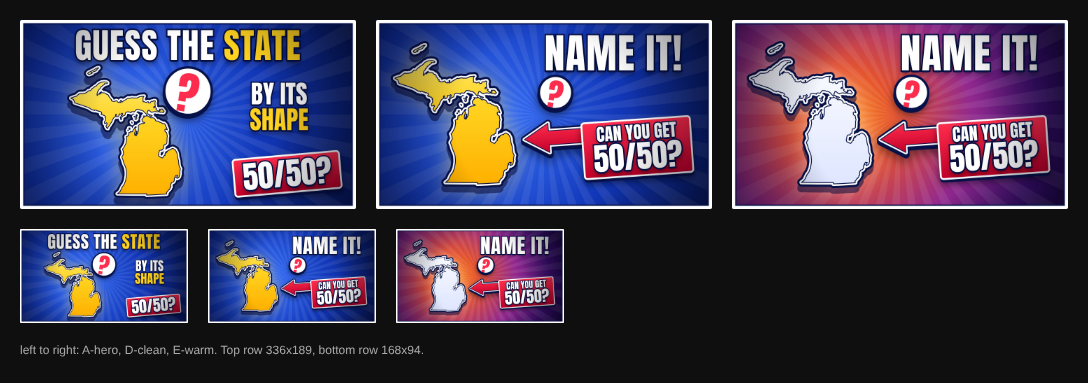 GUESS THE STATE
?
BY ITS
SHAPE
50/50?
NAME IT!
?
CAN YOU GET
50/50?
NAME IT!
?
CAN YOU GET
50/50?
GUESS THE STATE
?
BY ITS
SHAPE
50/50?
NAME IT!
?
CAN YOU GET
50/50?
NAME IT!
?
CAN YOU GET
50/50?
left to right: A-hero, D-clean, E-warm. Top row 336x189, bottom row 168x94.